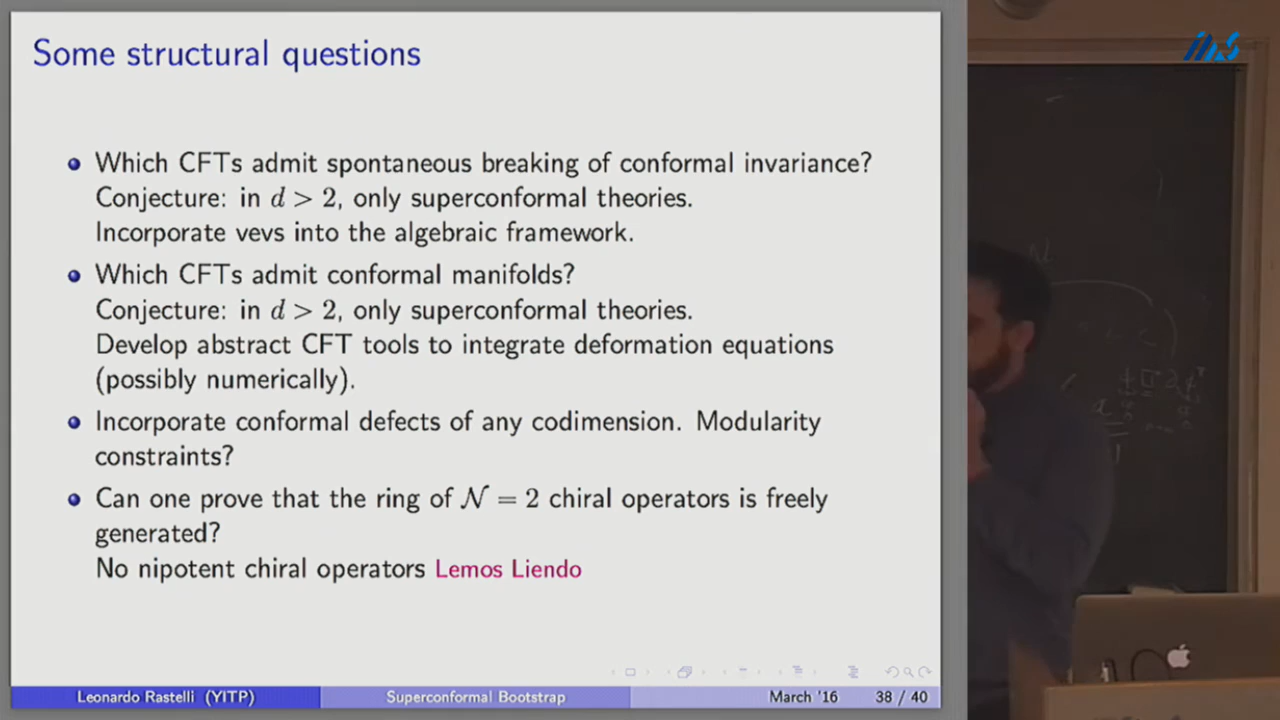 Some structural questions
Which CFTs admit spontaneous breaking of conformal invariance?
Conjecture: in d > 2, only superconformal theories.
Incorporate vevs into the algebraic framework.
Which CFTs admit conformal manifolds?
Conjecture: in d > 2, only superconformal theories.
Develop abstract CFT tools to integrate deformation equations
(possibly numerically).
Incorporate conformal defects of any codimension. Modularity
constraints?
Can one prove that the ring of 𝒩 = 2 chiral operators is freely
generated?
No nipotent chiral operators Lemos Liendo
Leonardo Rastelli (YITP)
Superconformal Bootstrap
March '16
38 / 40